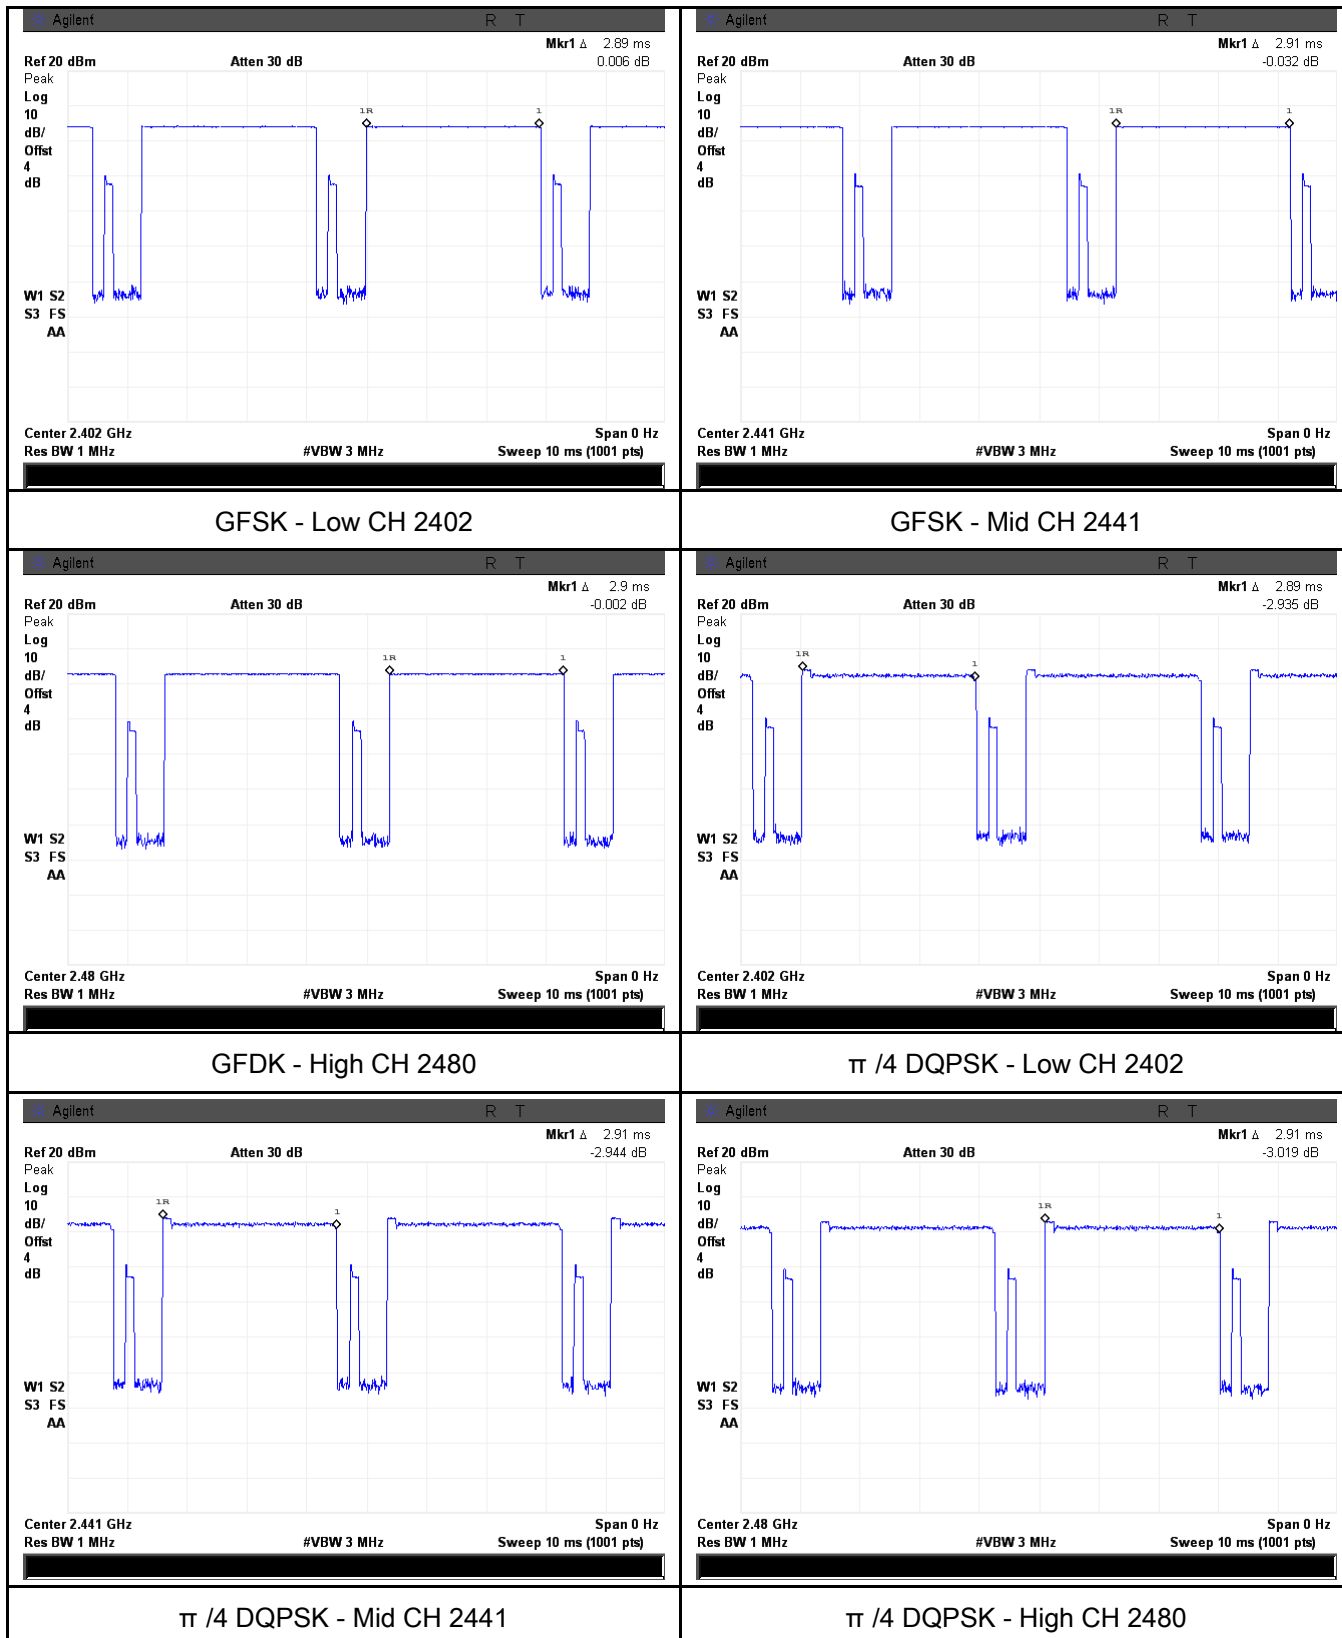 Agilent R T
Mkr1 Δ 2.89 ms
Ref 20 dBm Atten 30 dB 0.006 dB
Peak
Log
10
dB/
Offst
4
dB
1R 1
W1 S2
S3 FS
AA
Center 2.402 GHz Span 0 Hz
Res BW 1 MHz #VBW 3 MHz Sweep 10 ms (1001 pts)
GFSK - Low CH 2402
Agilent R T
Mkr1 Δ 2.91 ms
Ref 20 dBm Atten 30 dB -0.032 dB
Peak
Log
10
dB/
Offst
4
dB
1R 1
W1 S2
S3 FS
AA
Center 2.441 GHz Span 0 Hz
Res BW 1 MHz #VBW 3 MHz Sweep 10 ms (1001 pts)
GFSK - Mid CH 2441
Agilent R T
Mkr1 Δ 2.9 ms
Ref 20 dBm Atten 30 dB -0.002 dB
Peak
Log
10
dB/
Offst
4
dB
1R 1
W1 S2
S3 FS
AA
Center 2.48 GHz Span 0 Hz
Res BW 1 MHz #VBW 3 MHz Sweep 10 ms (1001 pts)
GFDK - High CH 2480
Agilent R T
Mkr1 Δ 2.89 ms
Ref 20 dBm Atten 30 dB -2.935 dB
Peak
Log
10
dB/
Offst
4
dB
1R 1
W1 S2
S3 FS
AA
Center 2.402 GHz Span 0 Hz
Res BW 1 MHz #VBW 3 MHz Sweep 10 ms (1001 pts)
π /4 DQPSK - Low CH 2402
Agilent R T
Mkr1 Δ 2.91 ms
Ref 20 dBm Atten 30 dB -2.944 dB
Peak
Log
10
dB/
Offst
4
dB
1R 1
W1 S2
S3 FS
AA
Center 2.441 GHz Span 0 Hz
Res BW 1 MHz #VBW 3 MHz Sweep 10 ms (1001 pts)
π /4 DQPSK - Mid CH 2441
Agilent R T
Mkr1 Δ 2.91 ms
Ref 20 dBm Atten 30 dB -3.019 dB
Peak
Log
10
dB/
Offst
4
dB
1R 1
W1 S2
S3 FS
AA
Center 2.48 GHz Span 0 Hz
Res BW 1 MHz #VBW 3 MHz Sweep 10 ms (1001 pts)
π /4 DQPSK - High CH 2480